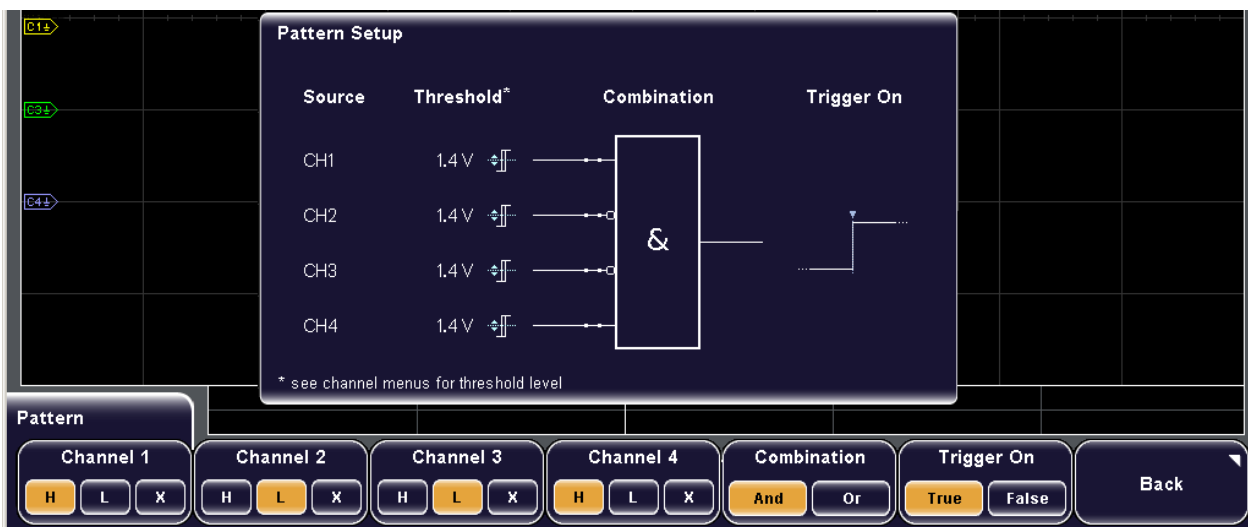 C1
C3
C4
Pattern Setup
Source Threshold* Combination Trigger On
CH1 1.4 V
CH2 1.4 V
&
CH3 1.4 V
CH4 1.4 V
* see channel menus for threshold level
Pattern
Channel 1 Channel 2 Channel 3 Channel 4 Combination Trigger On Back
H L X H L X H L X H L X And Or True False